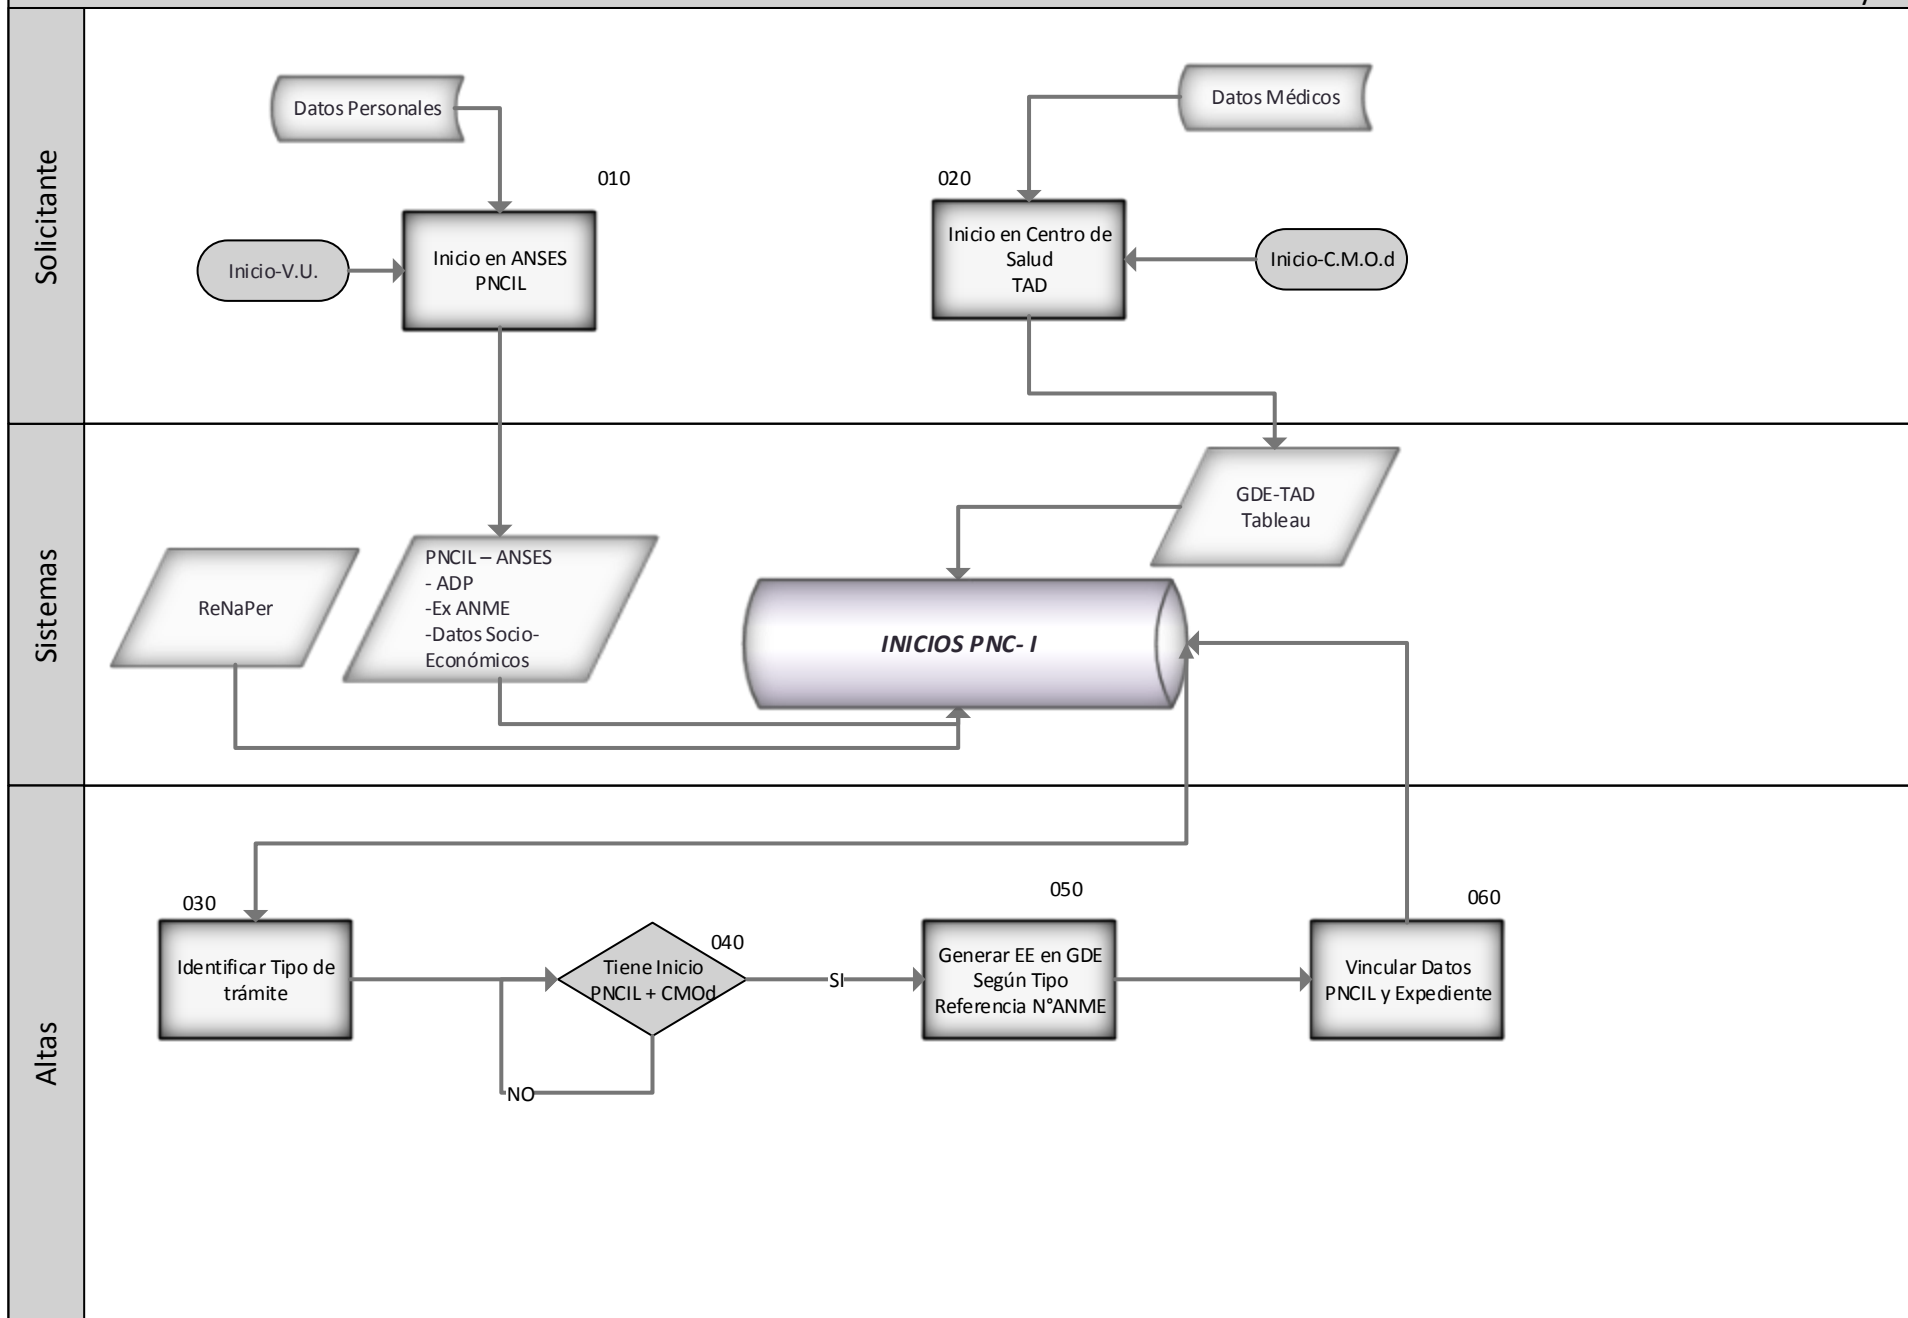 Solicitante
Datos Personales
Datos Médicos
010
020
Inicio-V.U.
Inicio en ANSES
PNCIL
Inicio en Centro de
Salud
TAD
Inicio-C.M.O.d
Sistemas
ReNaPer
PNCIL – ANSES
- ADP
-Ex ANME
-Datos Socio-
Económicos
GDE-TAD
Tableau
INICIOS PNC- I
Altas
030
Identificar Tipo de
trámite
040
Tiene Inicio
PNCIL + CMOd
SI
NO
050
Generar EE en GDE
Según Tipo
Referencia N°ANME
060
Vincular Datos
PNCIL y Expediente